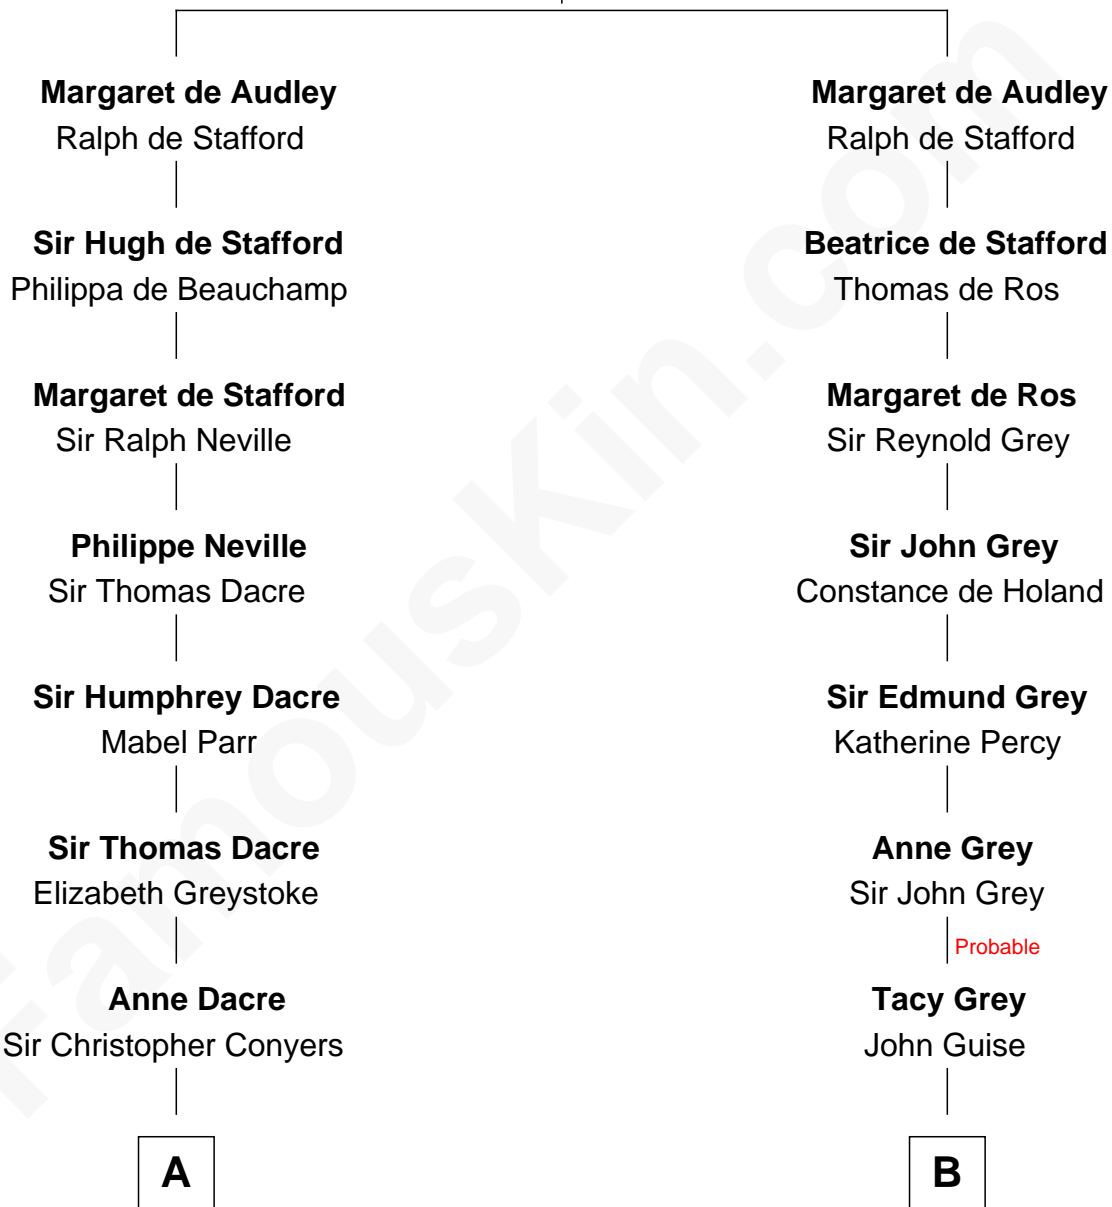 Margaret de Audley
Ralph de Stafford
Sir Hugh de Stafford
Philippa de Beauchamp
Margaret de Stafford
Sir Ralph Neville
Philippe Neville
Sir Thomas Dacre
Sir Humphrey Dacre
Mabel Parr
Sir Thomas Dacre
Elizabeth Greystoke
Anne Dacre
Sir Christopher Conyers
A
Margaret de Audley
Ralph de Stafford
Beatrice de Stafford
Thomas de Ros
Margaret de Ros
Sir Reynold Grey
Sir John Grey
Constance de Holand
Sir Edmund Grey
Katherine Percy
Anne Grey
Sir John Grey
Probable
Tacy Grey
John Guise
B
FamousKin.com